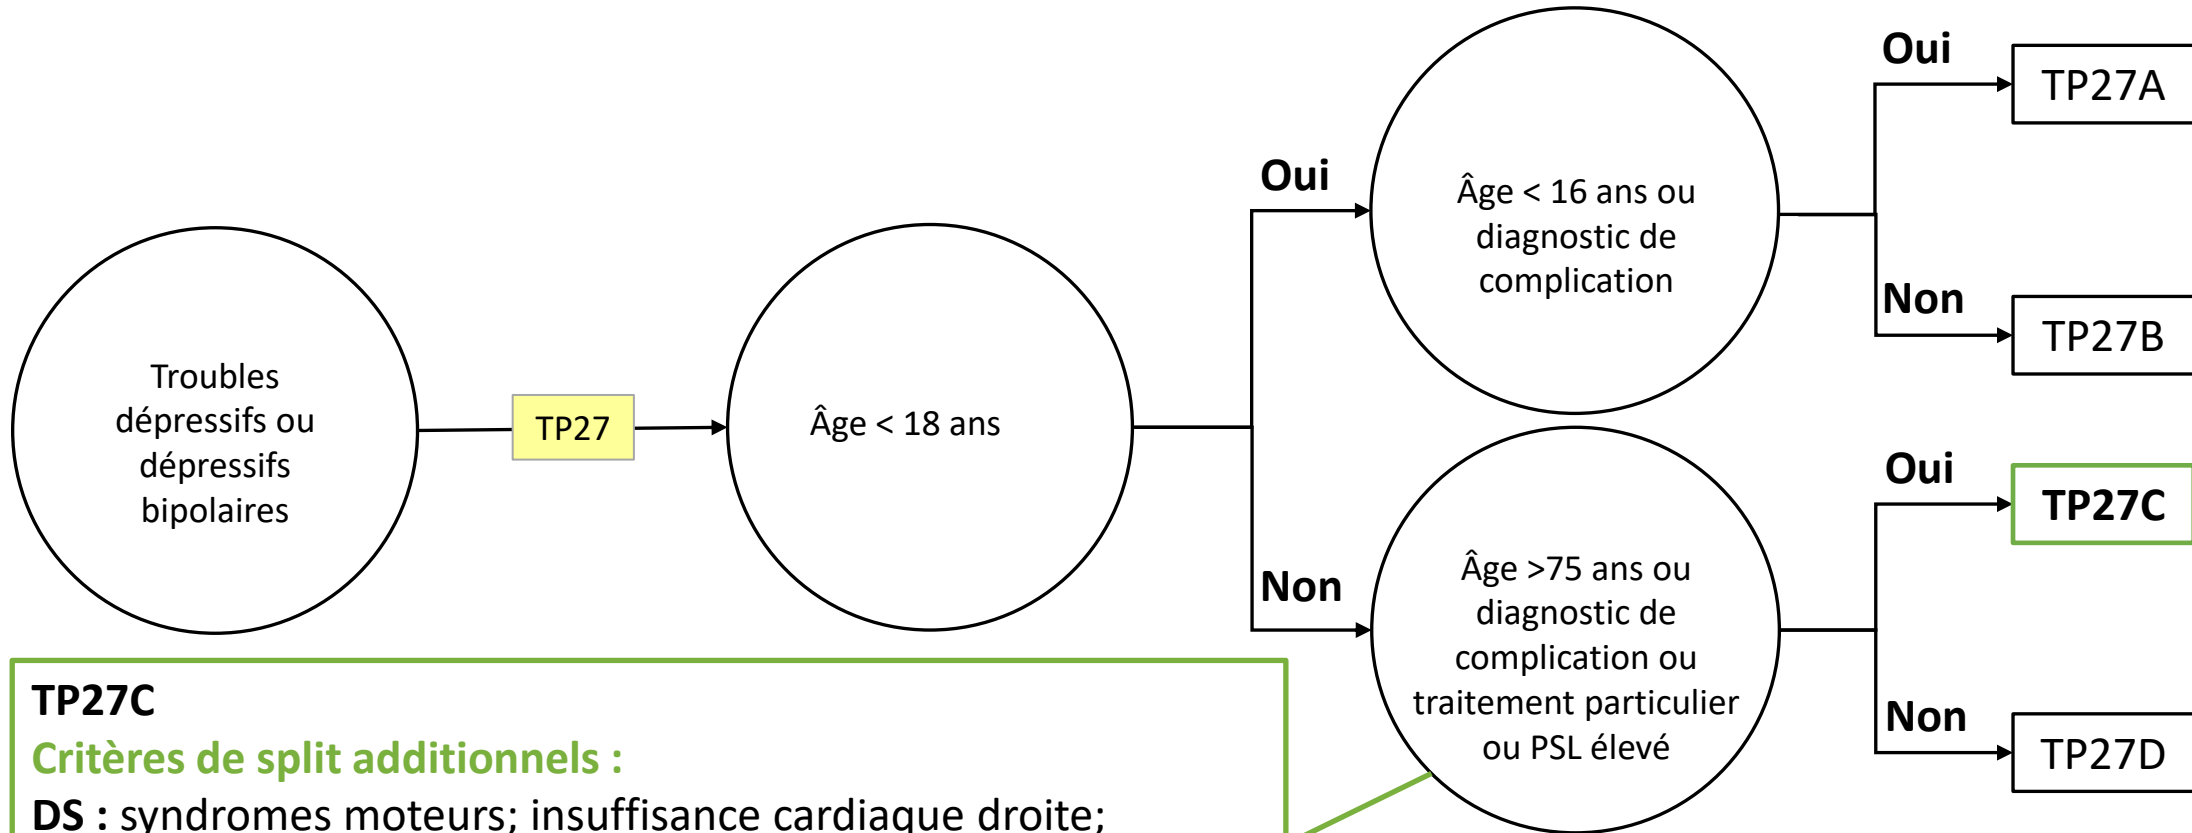 Troubles
dépressifs ou
dépressifs
bipolaires
TP27
Âge < 18 ans
Oui
Âge < 16 ans ou
diagnostic de
complication
Oui
TP27A
Non
TP27B
Non
Âge >75 ans ou
diagnostic de
complication ou
traitement particulier
ou PSL élevé
Oui
TP27C
Non
TP27D
TP27C
Critères de split additionnels :
DS : syndromes moteurs; insuffisance cardiaque droite;